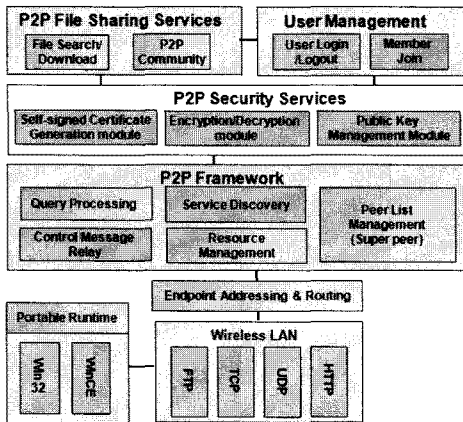 P2P File Sharing Services
File Search/
Download
P2P
Community
User Management
User Login
/Logout
Member
Join
P2P Security Services
Self-signed Certificate
Generation module
Encryption/Decryption
module
Public Key
Management Module
P2P Framework
Query Processing
Service Discovery
Peer List
Management
(Super peer)
Control Message
Relay
Resource
Management
Endpoint Addressing & Routing
Portable Runtime
Win
32
WinCE
Wireless LAN
FTP
TCP
UDP
HTTP